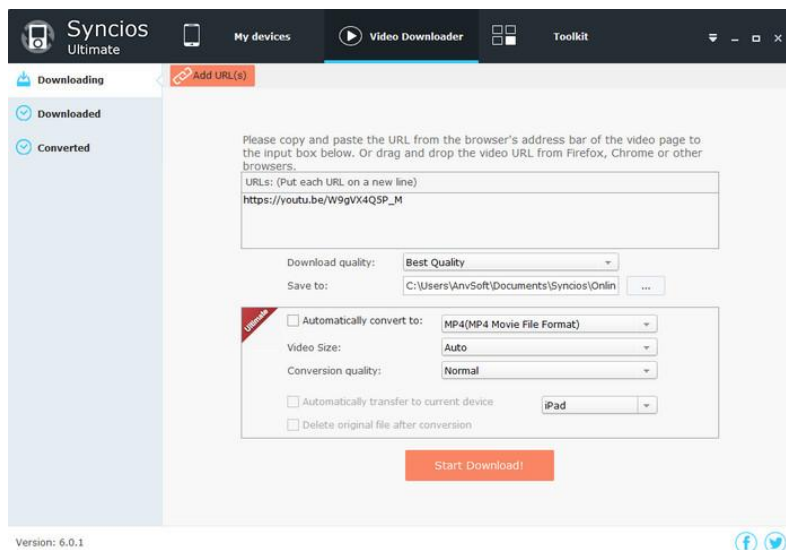 Syncios
Ultimate
My devices
Video Downloader
Toolkit
Downloading
Downloaded
Converted
Add URL(s)
Please copy and paste the URL from the browser's address bar of the video page to
the input box below. Or drag and drop the video URL from Firefox, Chrome or other
browsers.
URLs: (Put each URL on a new line)
https://youtu.be/W9gVX4Q5P_M
Download quality: Best Quality
Save to: C:\Users\AnvSoft\Documents\Syncios\Onlin ...
Ultimate
Automatically convert to: MP4(MP4 Movie File Format)
Video Size: Auto
Conversion quality: Normal
Automatically transfer to current device iPad
Delete original file after conversion
Start Download!
Version: 6.0.1